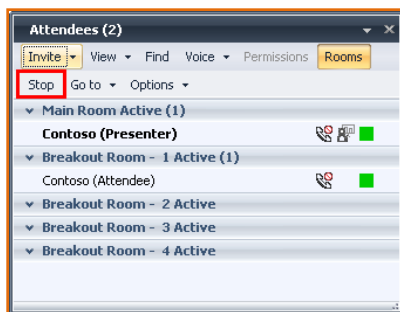 Attendees (2)
Invite View Find Voice Permissions Rooms
Stop Go to Options
Main Room Active (1)
Contoso (Presenter)
Breakout Room - 1 Active (1)
Contoso (Attendee)
Breakout Room - 2 Active
Breakout Room - 3 Active
Breakout Room - 4 Active